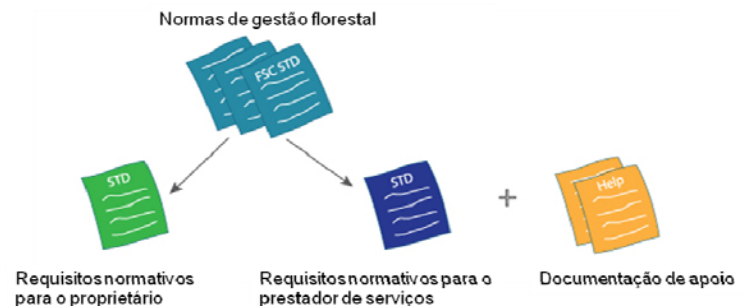 Normas de gestão florestal
FSC STD
STD
STD
+
Help
Requisitos normativos
para o proprietário
Requisitos normativos para o
prestador de serviços
Documentação de apoio